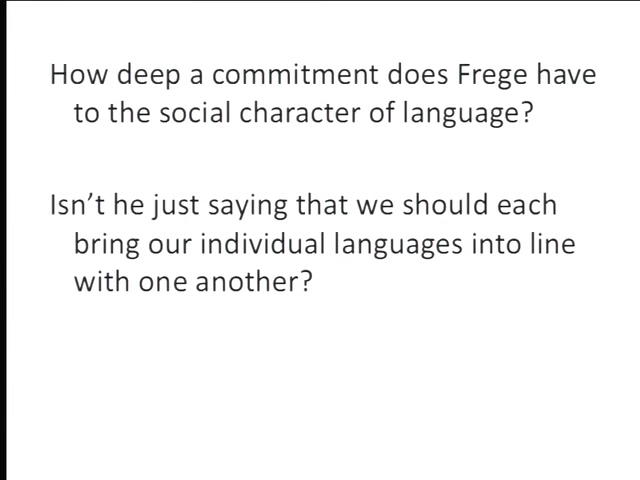 How deep a commitment does Frege have
to the social character of language?
Isn't he just saying that we should each
bring our individual languages into line
with one another?